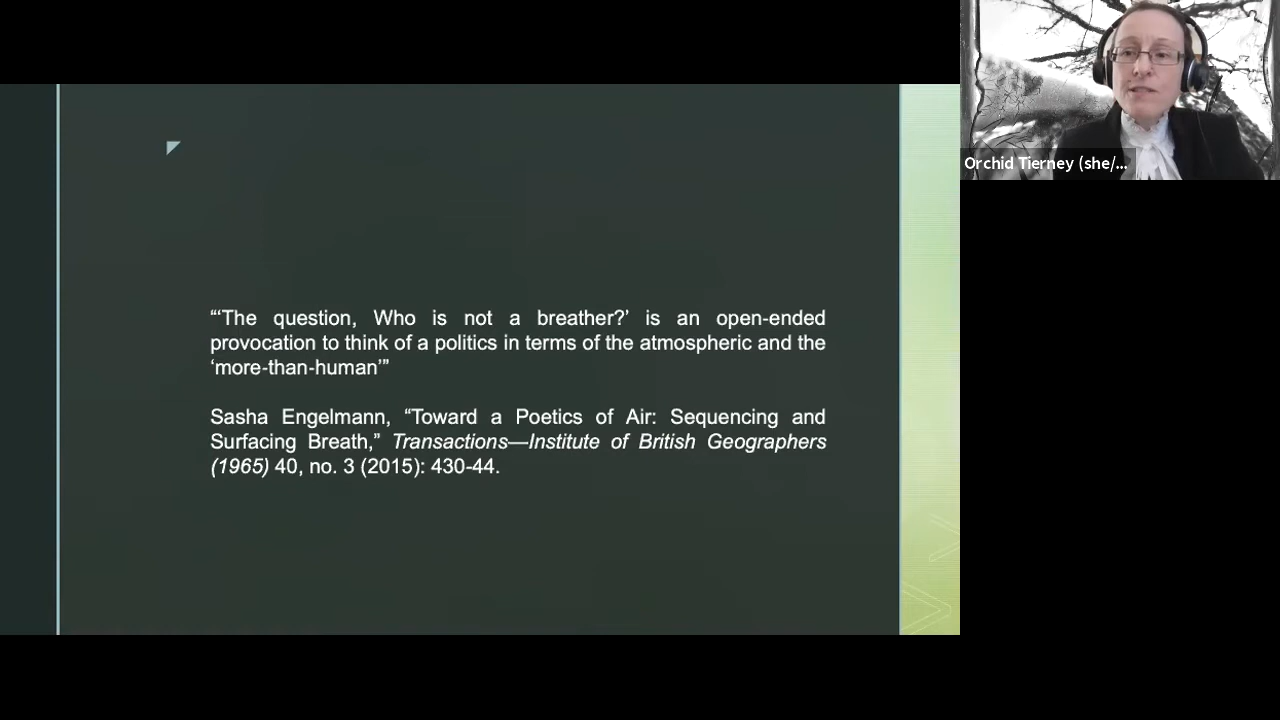 “‘The question, Who is not a breather?’ is an open-ended
provocation to think of a politics in terms of the atmospheric and the
‘more-than-human’”
Sasha Engelmann, “Toward a Poetics of Air: Sequencing and
Surfacing Breath,” Transactions—Institute of British Geographers
(1965) 40, no. 3 (2015): 430-44.
Orchid Tierney (she/...